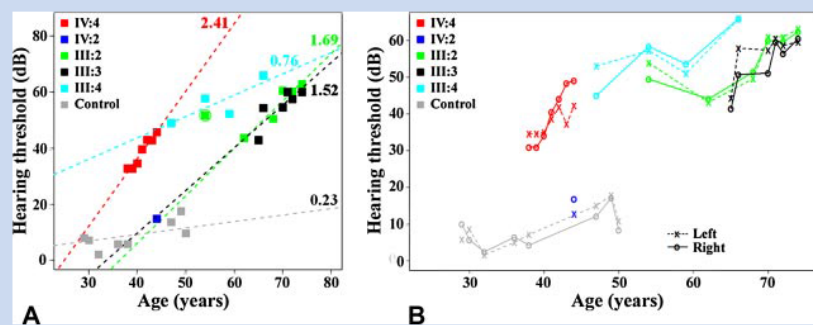 2.41
1.69
0.76
1.52
0.23
IV:4
IV:2
III:2
III:3
III:4
Control
Hearing threshold (dB)
80
60
40
20
0
30 40 50 60 70 80
Age (years)
A
IV:4
IV:2
III:2
III:3
III:4
Control
Hearing threshold (dB)
60
50
40
30
20
10
0
30 40 50 60 70
Age (years)
Left
Right
B